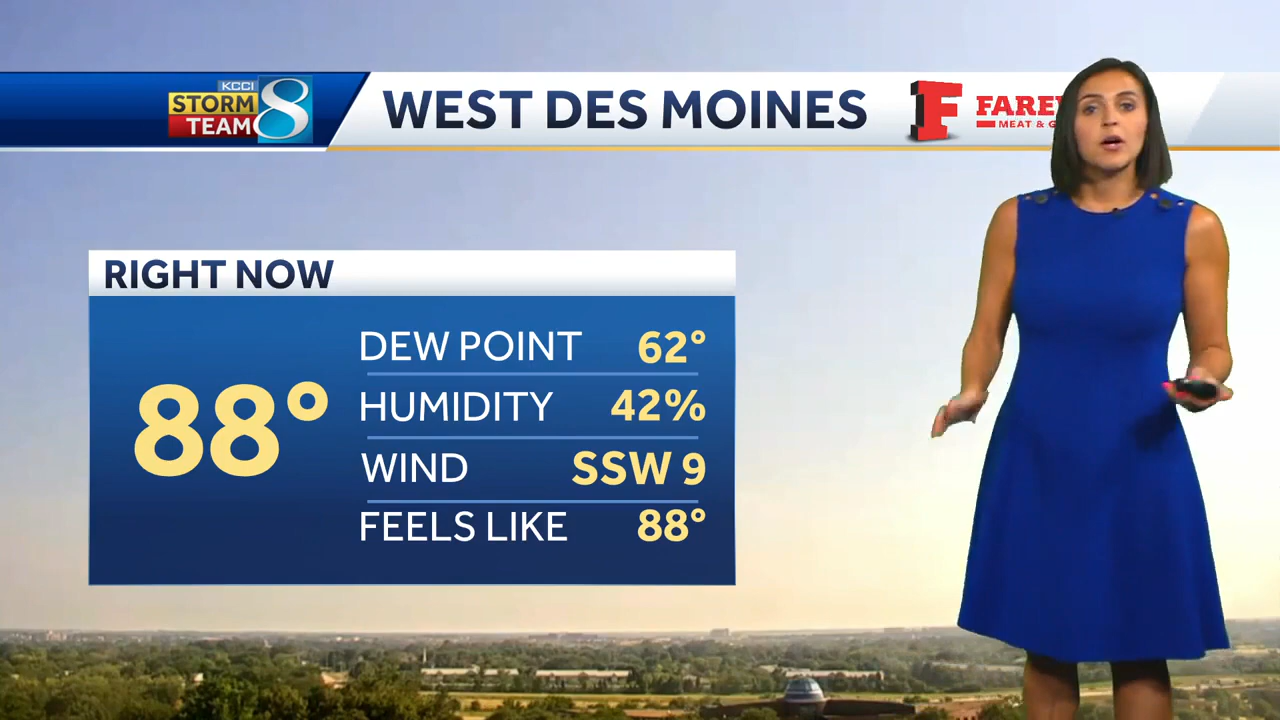 KCCI
STORM
TEAM 8
WEST DES MOINES
MEAT &
RIGHT NOW
88°
DEW POINT 62°
HUMIDITY 42%
WIND SSW 9
FEELS LIKE 88°